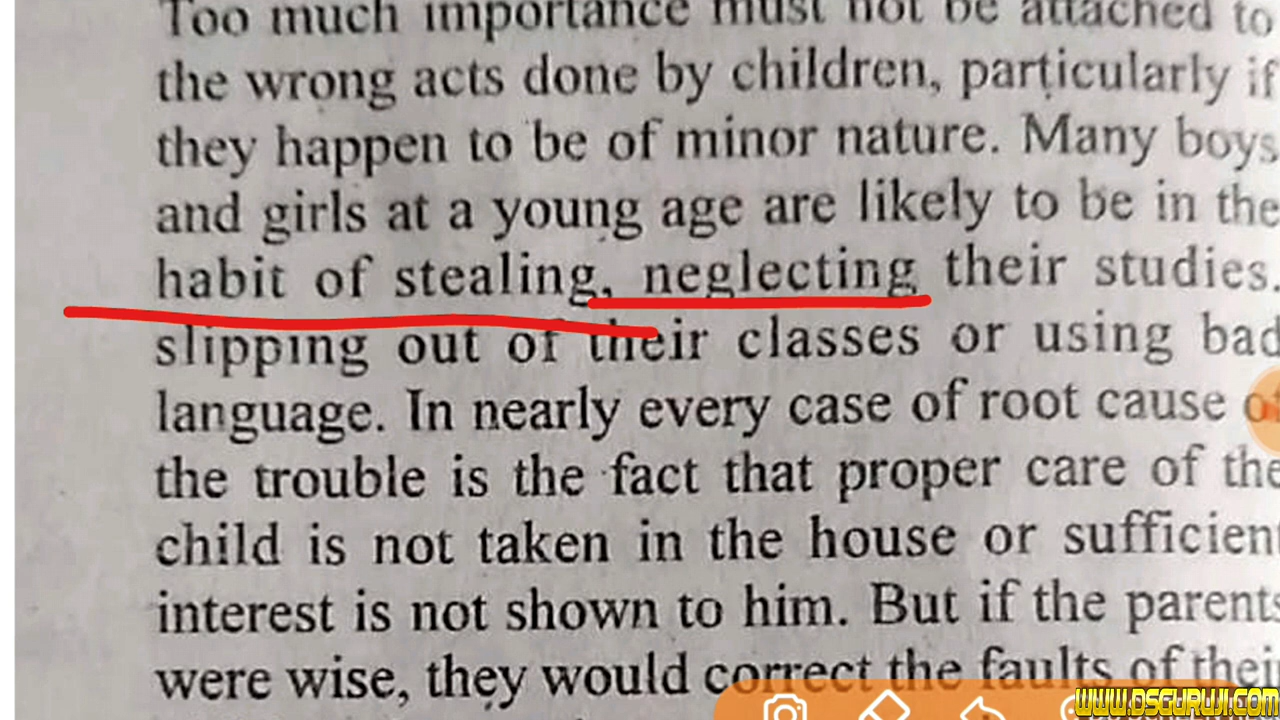 Too much importance must not be attached to
the wrong acts done by children, particularly if
they happen to be of minor nature. Many boys
and girls at a young age are likely to be in the
habit of stealing, neglecting their studies.
slipping out of their classes or using bad
language. In nearly every case of root cause of
the trouble is the fact that proper care of the
child is not taken in the house or sufficient
interest is not shown to him. But if the parents
were wise, they would correct the faults of their
WWW.DSGURUJI.COM